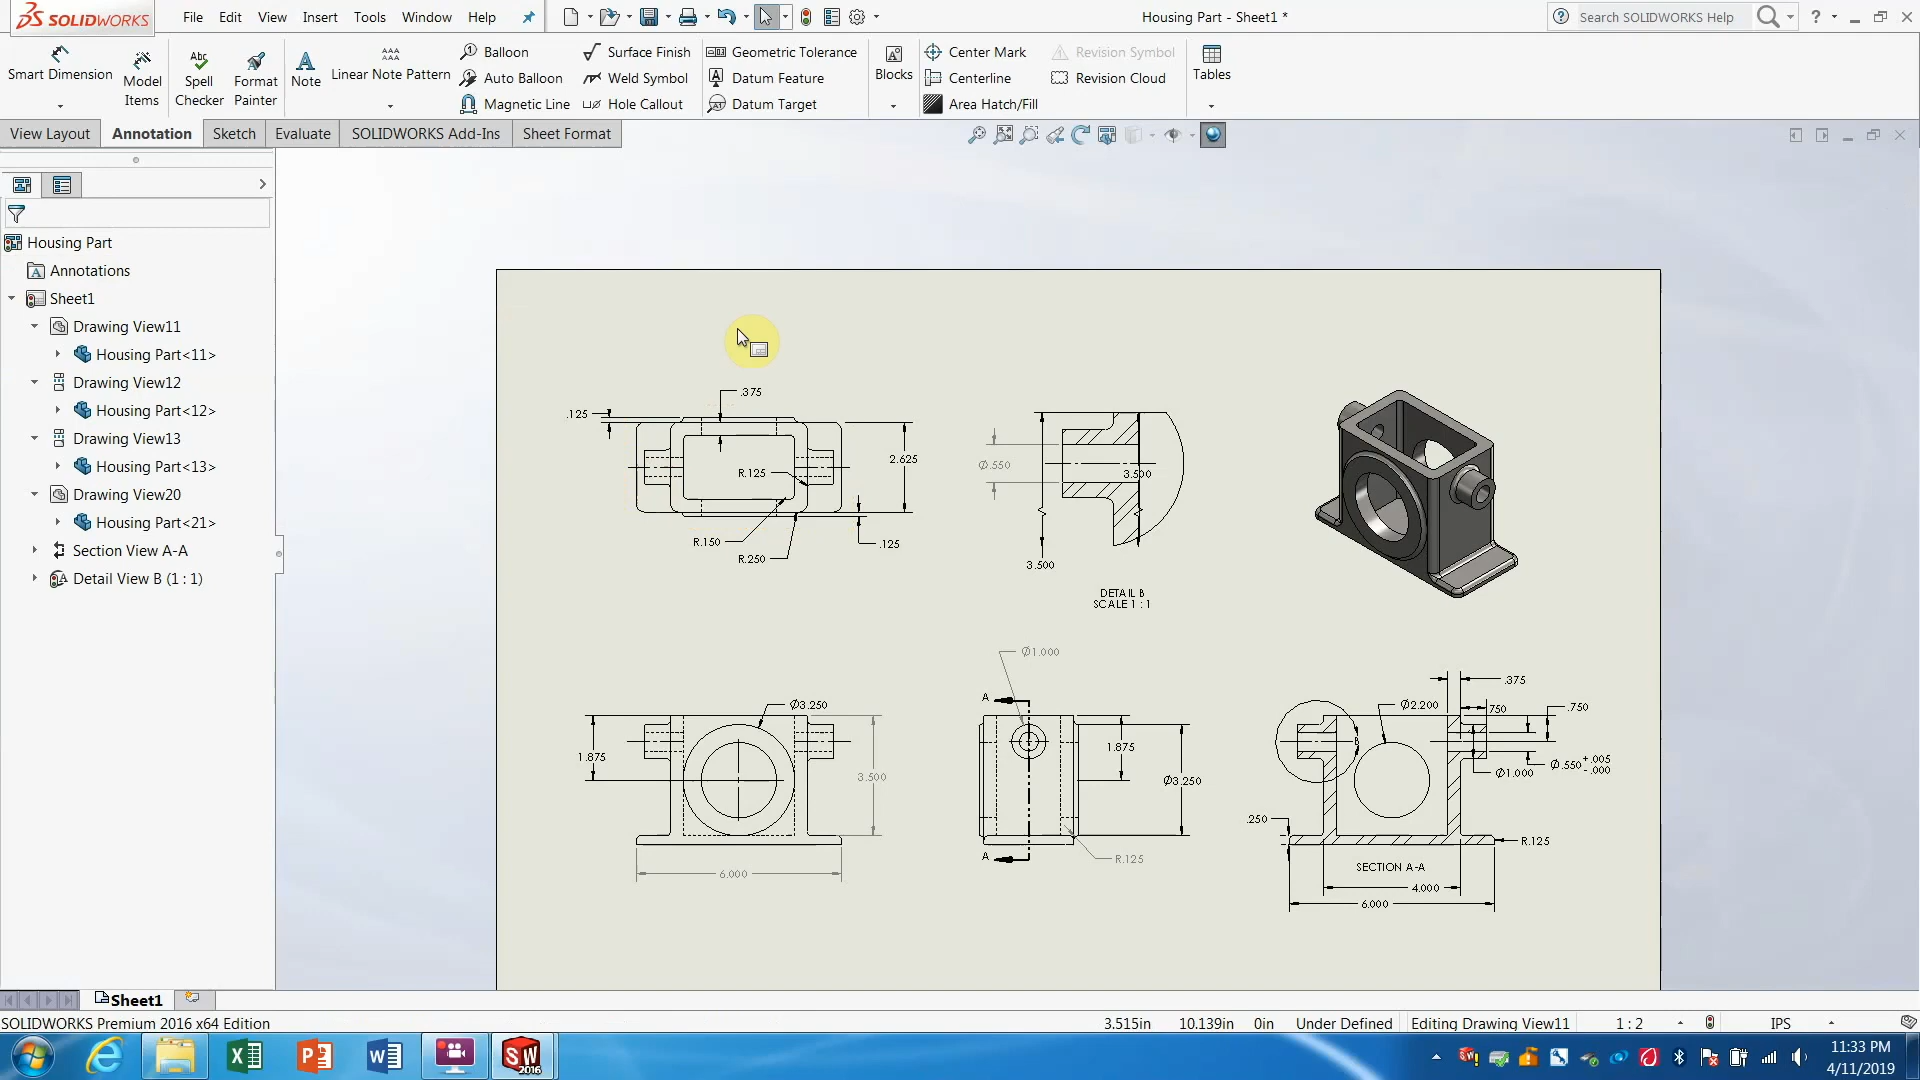 SOLIDWORKS
File Edit View Insert Tools Window Help
Housing Part - Sheet1 *
Search SOLIDWORKS Help
Smart Dimension
Model Items
Spell Checker
Format Painter
Note
Linear Note Pattern
Balloon
Auto Balloon
Magnetic Line
Surface Finish
Weld Symbol
Hole Callout
Geometric Tolerance
Datum Feature
Datum Target
Blocks
Center Mark
Centerline
Area Hatch/Fill
Revision Symbol
Revision Cloud
Tables
View Layout Annotation Sketch Evaluate SOLIDWORKS Add-Ins Sheet Format
Housing Part
Annotations
Sheet1
Drawing View11
Housing Part<11>
Drawing View12
Housing Part<12>
Drawing View13
Housing Part<13>
Drawing View20
Housing Part<21>
Section View A-A
Detail View B (1 : 1)
.375
.125
R.125
2.625
R.150
R.250
.125
Ø.550
3.500
3.500
DETAIL B
SCALE 1 : 1
Ø3.250
1.875
3.500
6.000
Ø1.000
A
1.875
Ø3.250
A
R.125
.375
Ø2.200
.750
.750
B
Ø1.000
Ø.550 +.005 -.000
.250
R.125
SECTION A-A
4.000
6.000
Sheet1
SOLIDWORKS Premium 2016 x64 Edition
3.515in 10.139in 0in Under Defined Editing Drawing View11 1 : 2 IPS
SW 2016
11:33 PM
4/11/2019